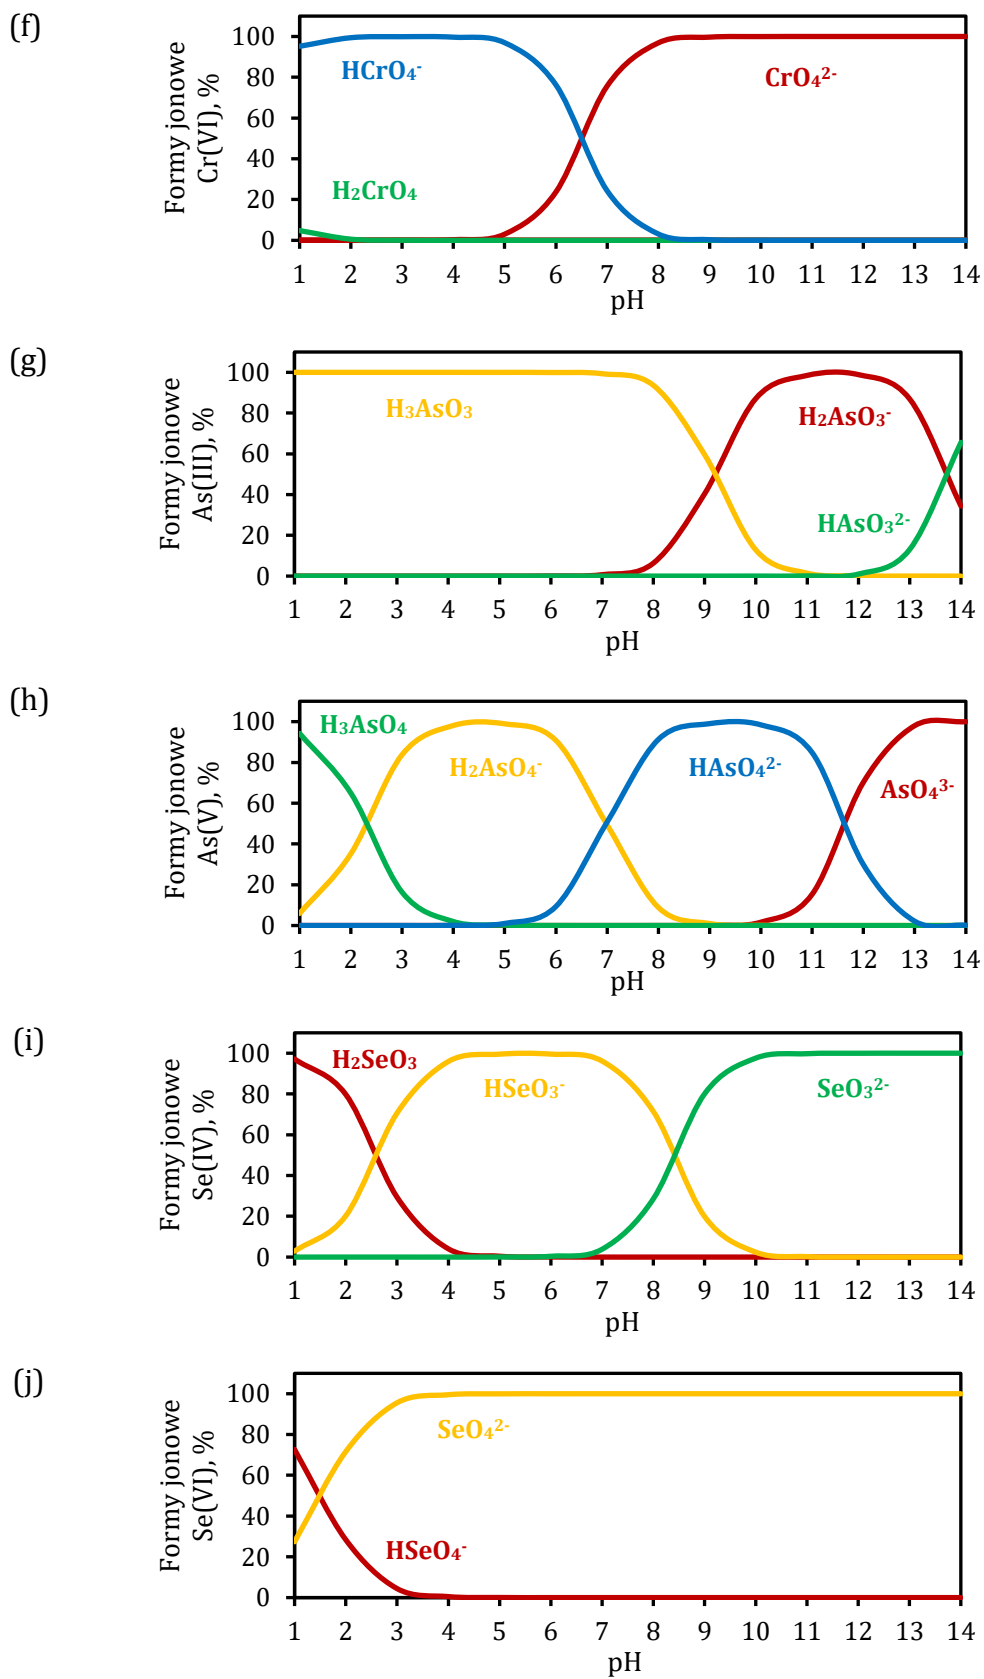 (f)
Formy jonowe
Cr(VI), %
100
80
60
40
20
0
HCrO₄⁻
CrO₄²⁻
H₂CrO₄
1 2 3 4 5 6 7 8 9 10 11 12 13 14
pH
(g)
Formy jonowe
As(III), %
100
80
60
40
20
0
H₃AsO₃
H₂AsO₃⁻
HAsO₃²⁻
1 2 3 4 5 6 7 8 9 10 11 12 13 14
pH
(h)
Formy jonowe
As(V), %
100
80
60
40
20
0
H₃AsO₄
H₂AsO₄⁻
HAsO₄²⁻
AsO₄³⁻
1 2 3 4 5 6 7 8 9 10 11 12 13 14
pH
(i)
Formy jonowe
Se(IV), %
100
80
60
40
20
0
H₂SeO₃
HSeO₃⁻
SeO₃²⁻
1 2 3 4 5 6 7 8 9 10 11 12 13 14
pH
(j)
Formy jonowe
Se(VI), %
100
80
60
40
20
0
SeO₄²⁻
HSeO₄⁻
1 2 3 4 5 6 7 8 9 10 11 12 13 14
pH